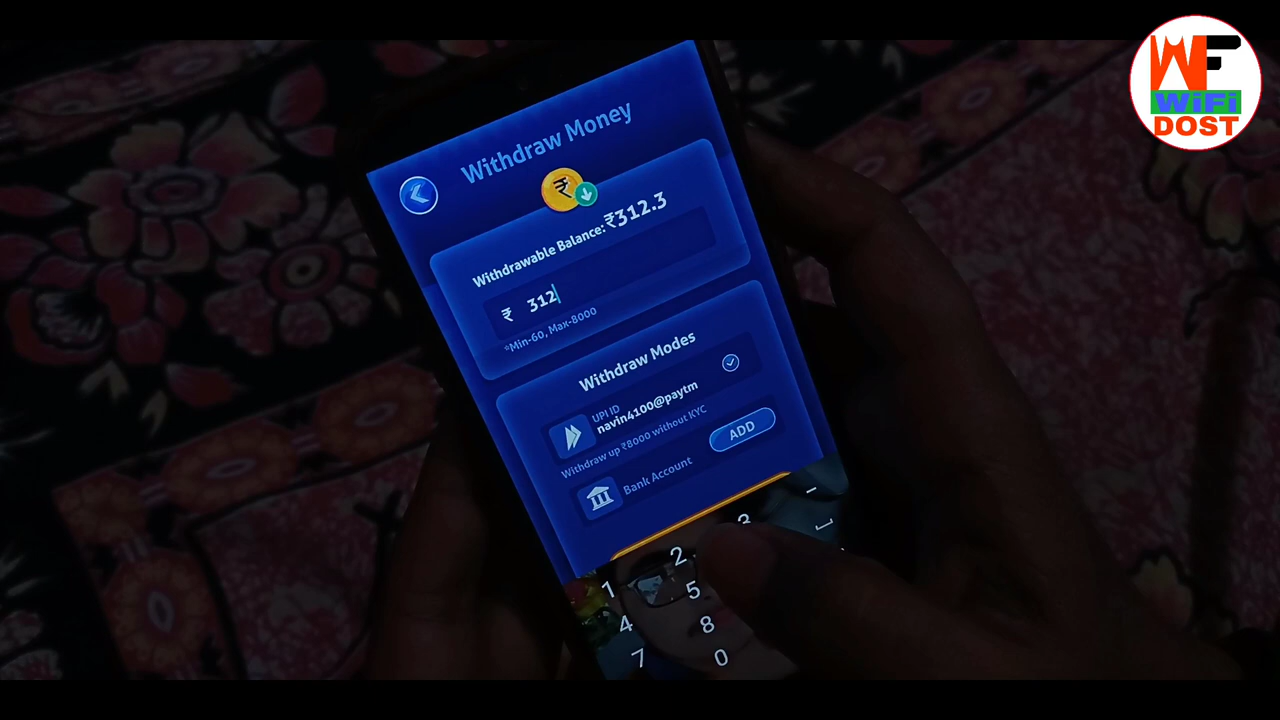 WF
WiFi
DOST
Withdraw Money
₹
Withdrawable Balance: ₹312.3
₹ 312
*Min-60, Max-8000
Withdraw Modes
UPI ID
navin4100@paytm
Withdraw up ₹8000 without KYC
Bank Account
ADD
1 2 3 -
4 5
7 8
0